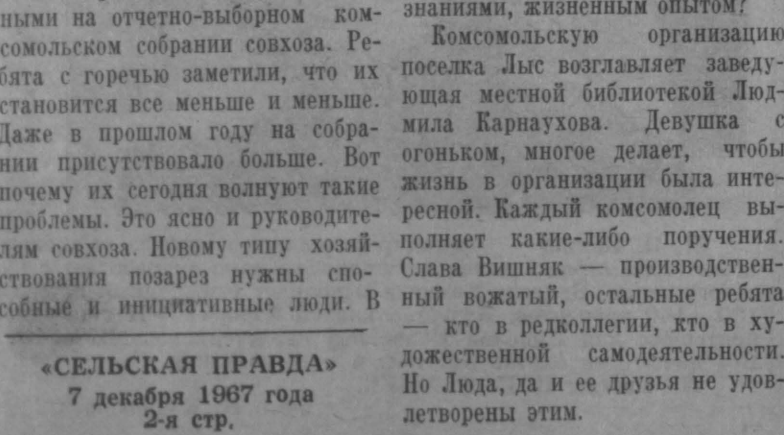 ными на отчетно-выборном ком-
сомольском собрании совхоза. Ре-
бята с горечью заметили, что их
становится все меньше и меньше.
Даже в прошлом году на собра-
нии присутствовало больше. Вот
почему их сегодня волнуют такие
проблемы. Это ясно и руководите-
лям совхоза. Новому типу хозяй-
ствования позарез нужны спо-
собные и инициативные люди. В
«СЕЛЬСКАЯ ПРАВДА»
7 декабря 1967 года
2-я стр.
знаниями, жизненным опытом?
Комсомольскую организацию
поселка Лыс возглавляет заведу-
ющая местной библиотекой Люд-
мила Карнаухова. Девушка с
огоньком, многое делает, чтобы
жизнь в организации была инте-
ресной. Каждый комсомолец вы-
полняет какие-либо поручения.
Слава Вишняк — производствен-
ный вожатый, остальные ребята
— кто в редколлегии, кто в ху-
дожественной самодеятельности.
Но Люда, да и ее друзья не удов-
летворены этим.